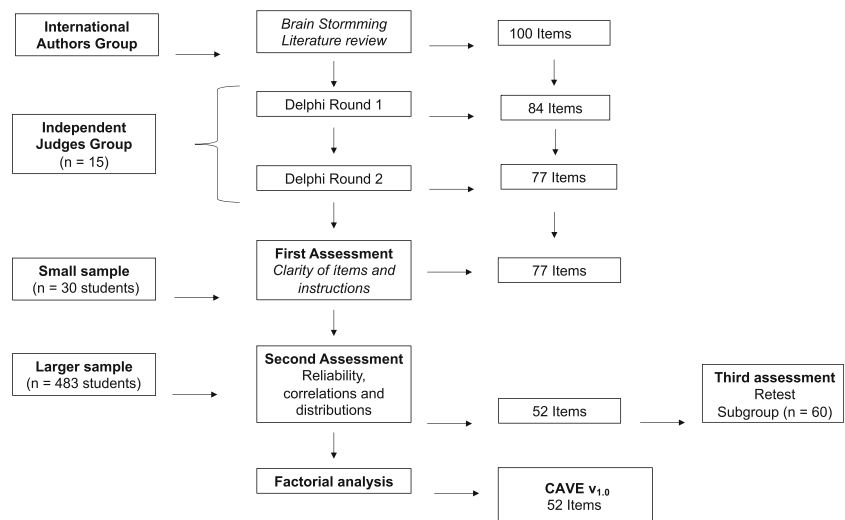 International
Authors Group
Brain Stormming
Literature review
100 Items
Delphi Round 1
84 Items
Independent
Judges Group
(n = 15)
Delphi Round 2
77 Items
First Assessment
Clarity of items and
instructions
77 Items
Small sample
(n = 30 students)
Larger sample
(n = 483 students)
Second Assessment
Reliability,
correlations and
distributions
52 Items
Third assessment
Retest
Subgroup (n = 60)
Factorial analysis
CAVE v1.0
52 Items